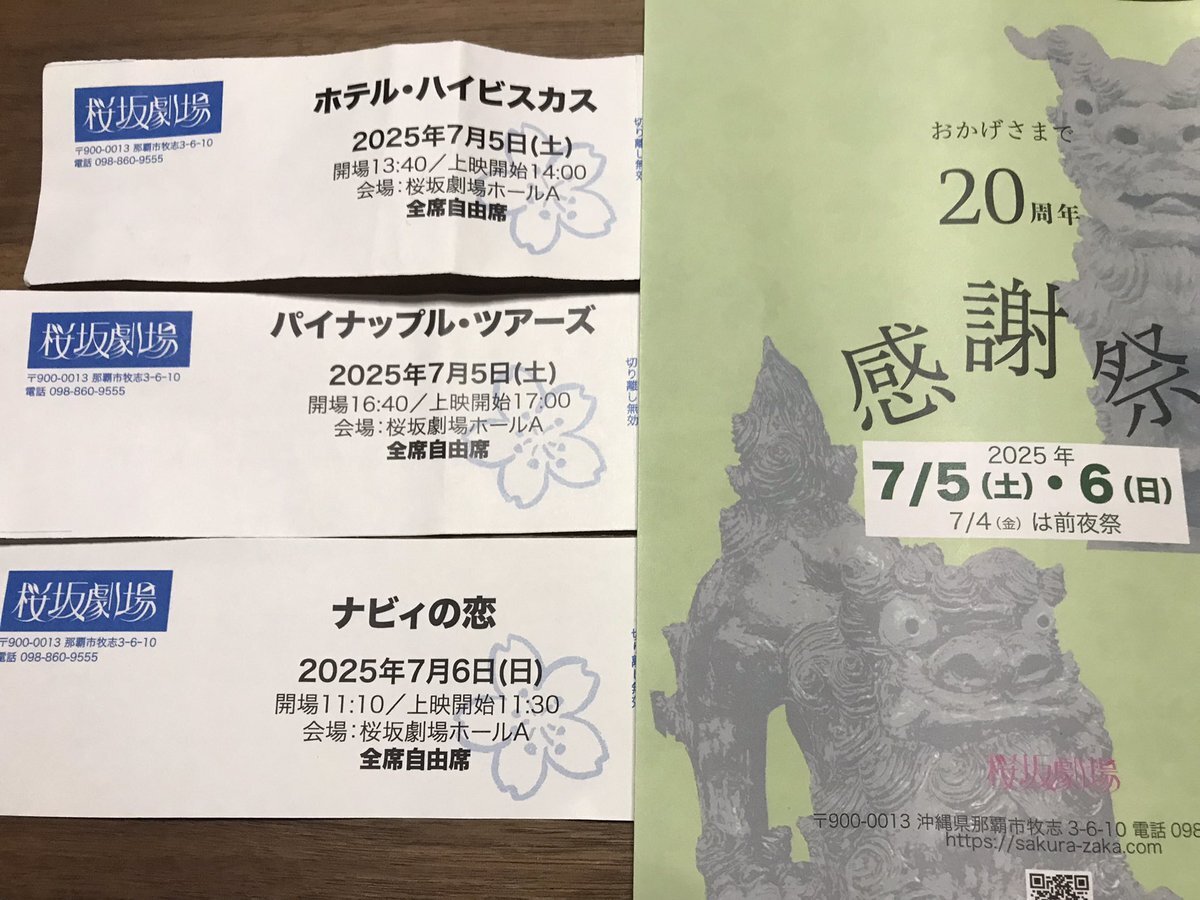 桜坂劇場
〒900-0013 那覇市牧志3-6-10
電話 098-860-9555
ホテル・ハイビスカス
2025年7月5日(土)
開場13:40／上映開始14:00
会場：桜坂劇場ホールA
全席自由席
切り離し無効
桜坂劇場
〒900-0013 那覇市牧志3-6-10
電話 098-860-9555
パイナップル・ツアーズ
2025年7月5日(土)
開場16:40／上映開始17:00
会場：桜坂劇場ホールA
全席自由席
切り離し無効
桜坂劇場
〒900-0013 那覇市牧志3-6-10
電話 098-860-9555
ナビィの恋
2025年7月6日(日)
開場11:10／上映開始11:30
会場：桜坂劇場ホールA
全席自由席
おかげさまで
20周年
感謝祭
2025年
7/5(土)・6(日)
7/4(金)は前夜祭
桜坂劇場
〒900-0013 沖縄県那覇市牧志 3-6-10 電話 098
https://sakura-zaka.com